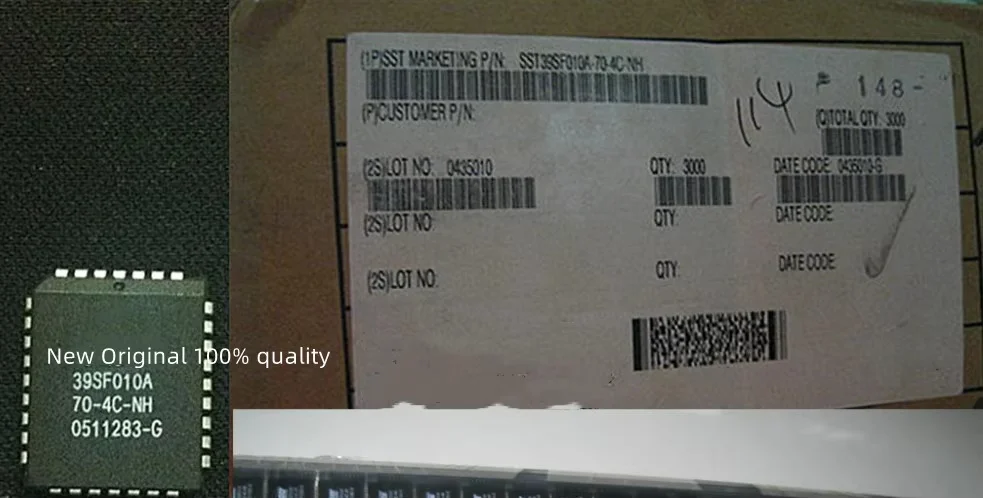 New Original 100% quality
39SF010A
70-4C-NH
0511283-G
(1P)SST MARKETING P/N: SST39SF010A-70-4C-NH
(P)CUSTOMER P/N:
114
148-
(Q)TOTAL QTY: 3000
(2S)LOT NO: 0435010 QTY: 3000 DATE CODE: 0435010-G
(2S)LOT NO: QTY: DATE CODE:
(2S)LOT NO: QTY: DATE CODE: